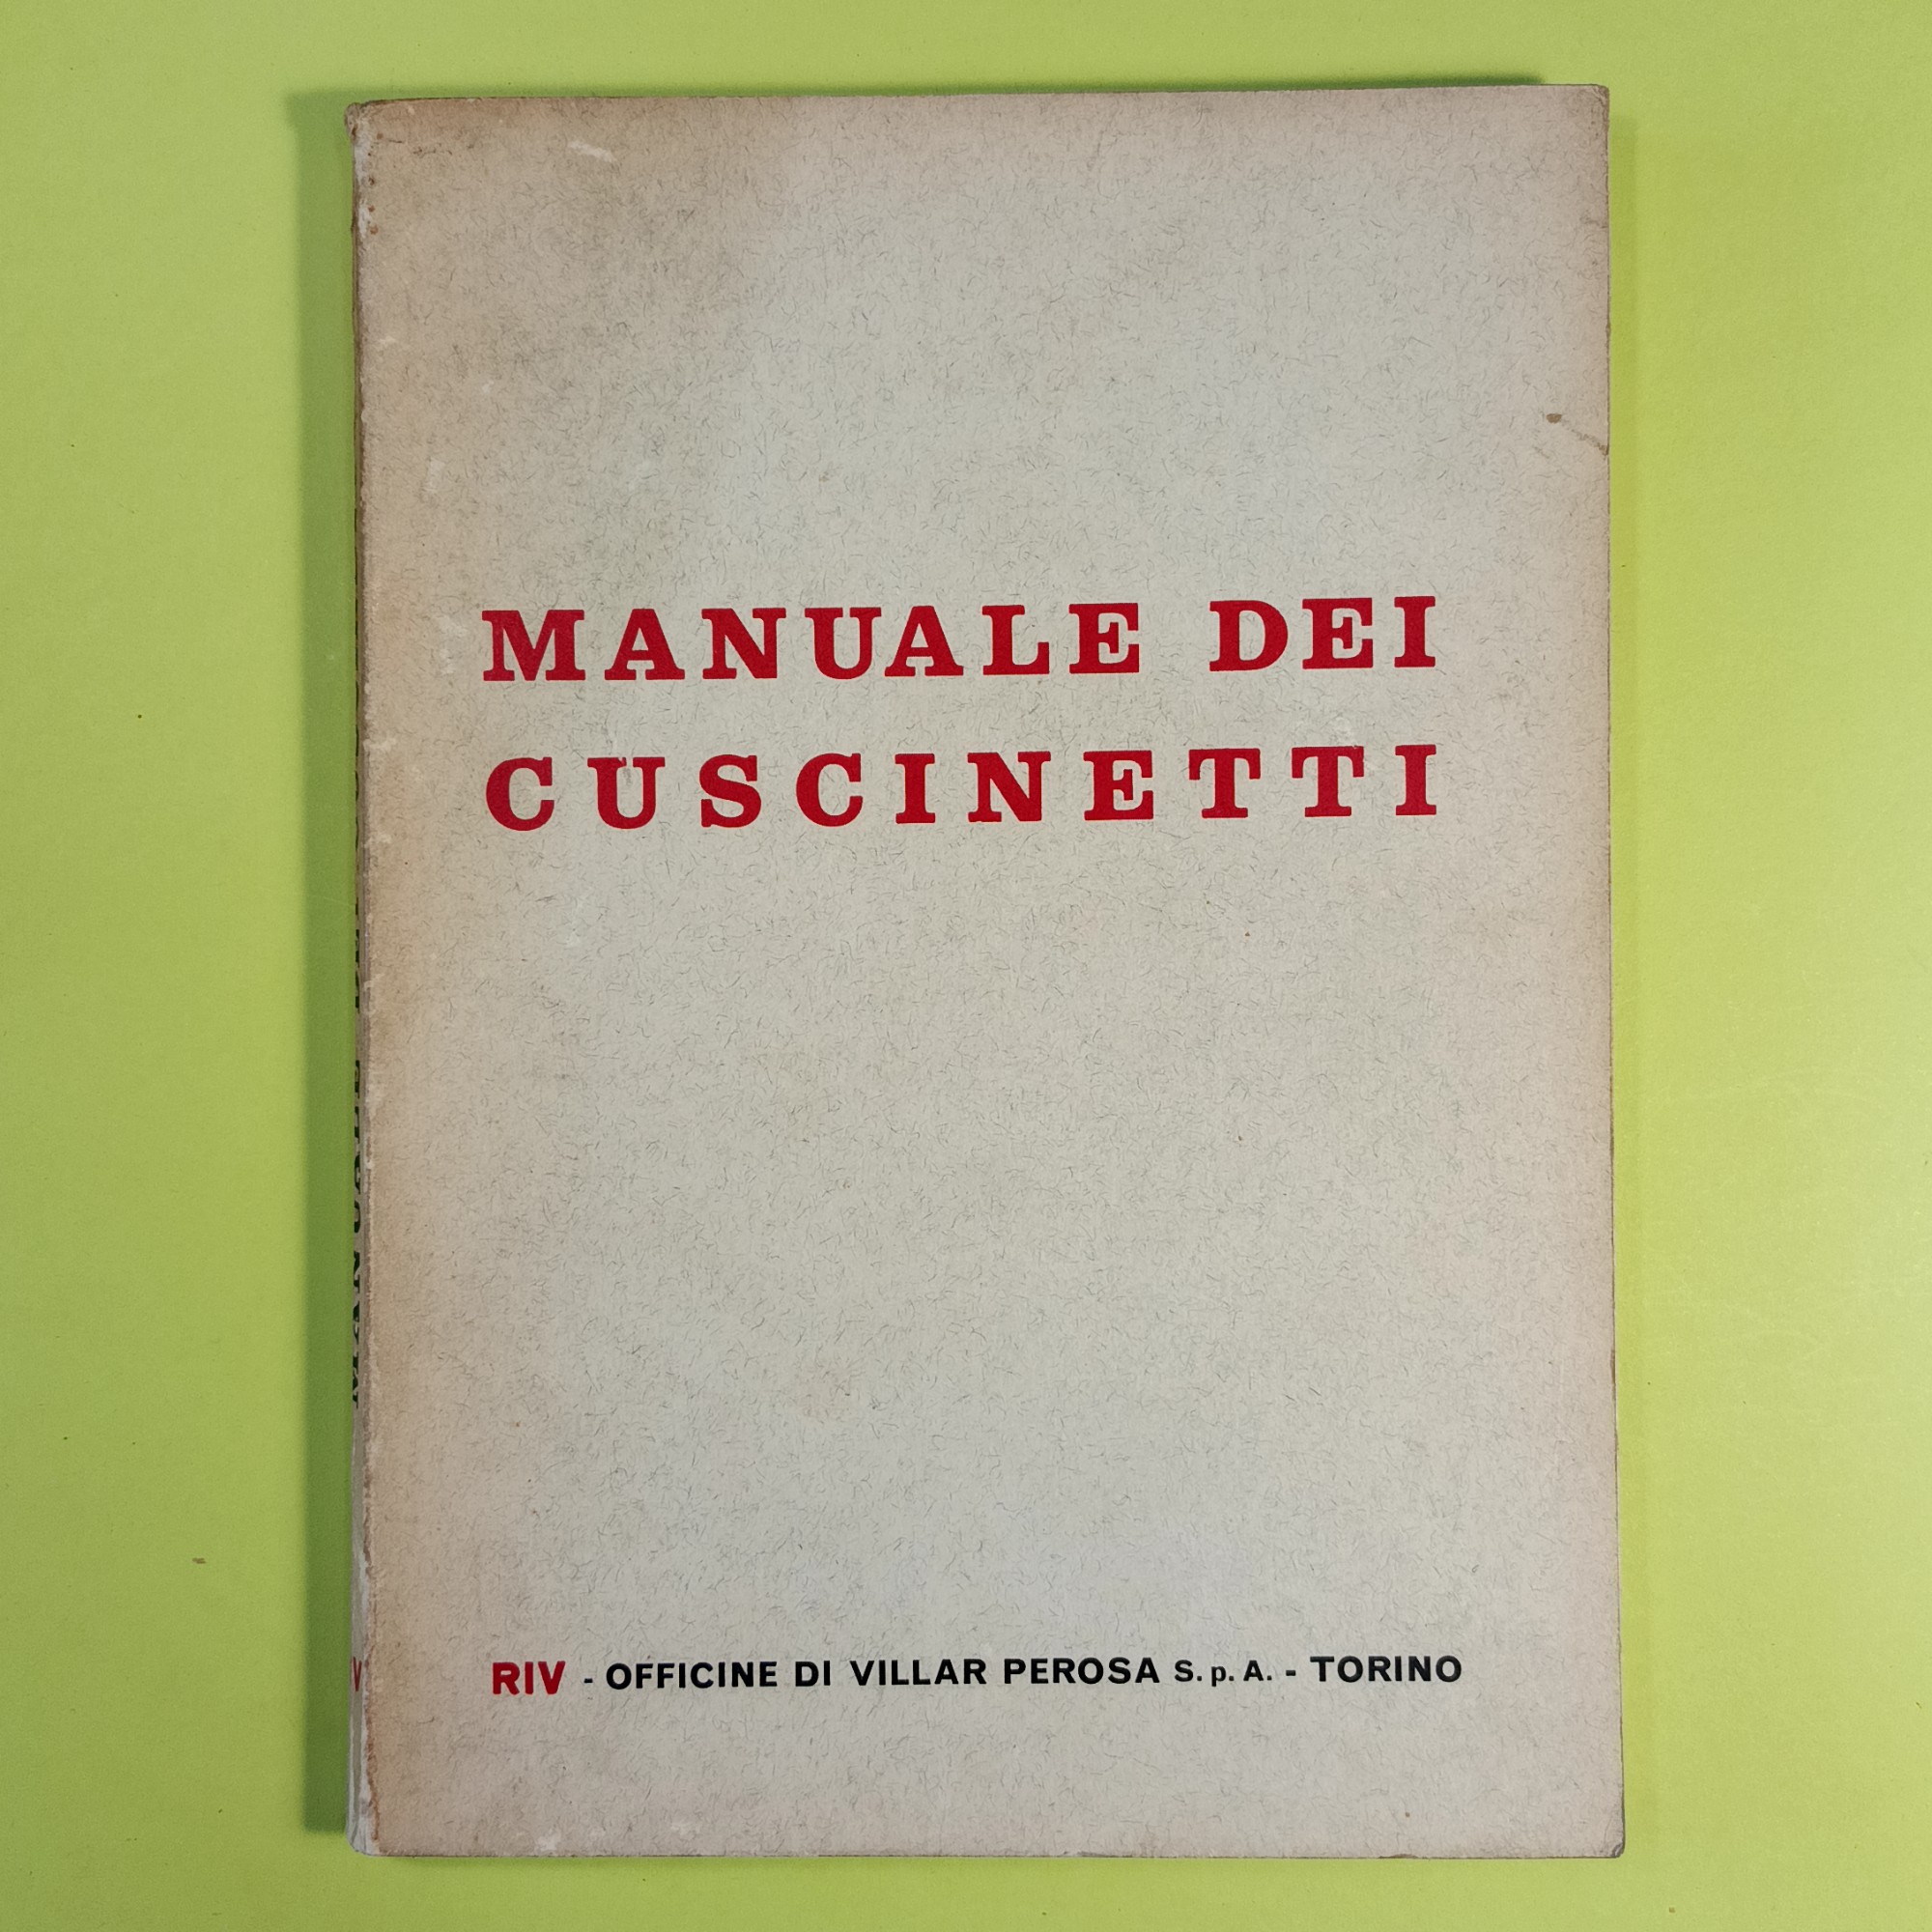 MANUALE DEI
CUSCINETTI
RIV - OFFICINE DI VILLAR PEROSA S.p.A. - TORINO